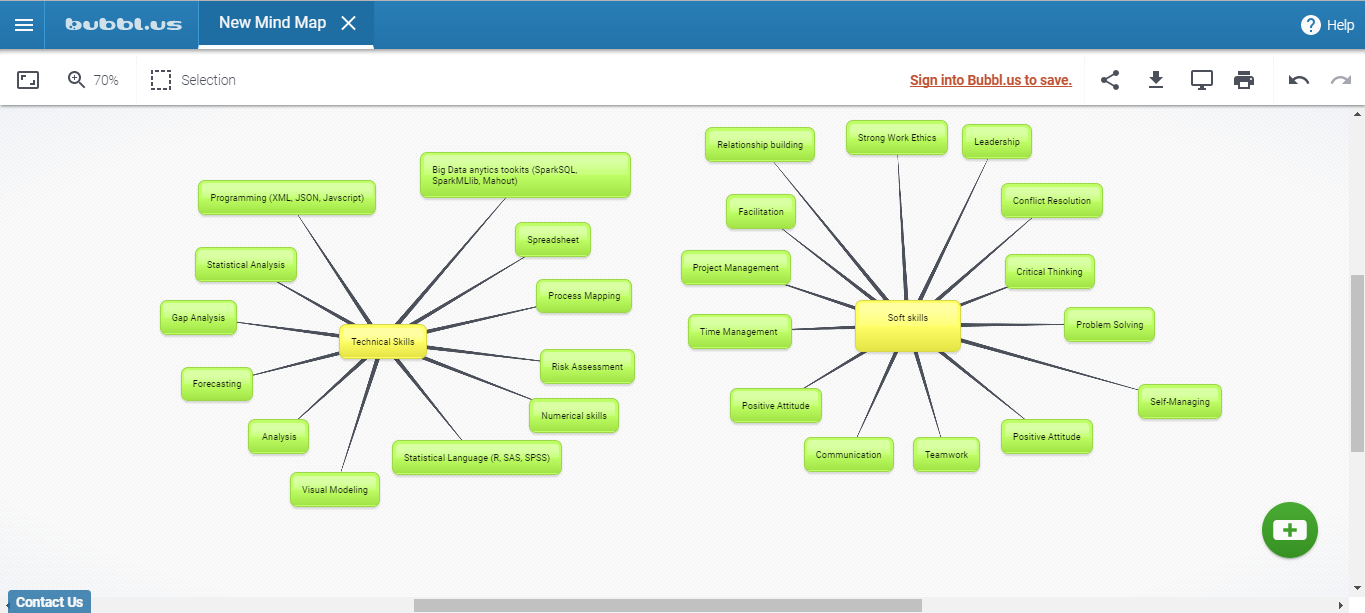 bubbl.us
New Mind Map
Help
70%
Selection
Sign into Bubbl.us to save.
Big Data anytics tookits (SparkSQL,
SparkMLlib, Mahout)
Programming (XML, JSON, Javscript)
Spreadsheet
Statistical Analysis
Process Mapping
Gap Analysis
Technical Skills
Risk Assessment
Forecasting
Numerical skills
Analysis
Statistical Language (R, SAS, SPSS)
Visual Modeling
Relationship building
Strong Work Ethics
Leadership
Conflict Resolution
Facilitation
Project Management
Critical Thinking
Soft skills
Time Management
Problem Solving
Positive Attitude
Self-Managing
Communication
Teamwork
Positive Attitude
Contact Us